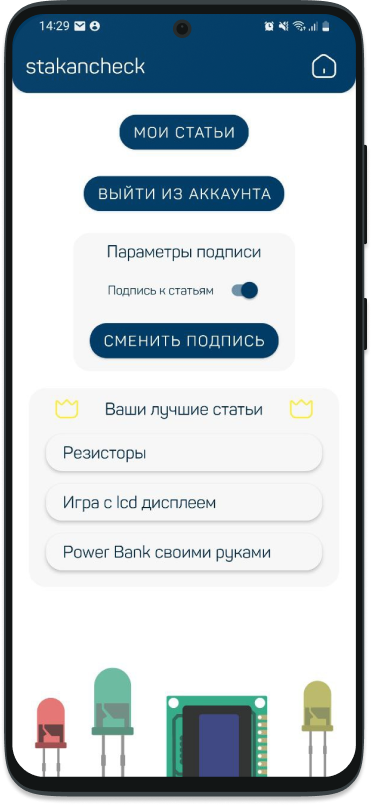 14:29
stakancheck
МОИ СТАТЬИ
ВЫЙТИ ИЗ АККАУНТА
Параметры подписи
Подпись к статьям
СМЕНИТЬ ПОДПИСЬ
Ваши лучшие статьи
Резисторы
Игра с lcd дисплеем
Power Bank своими руками